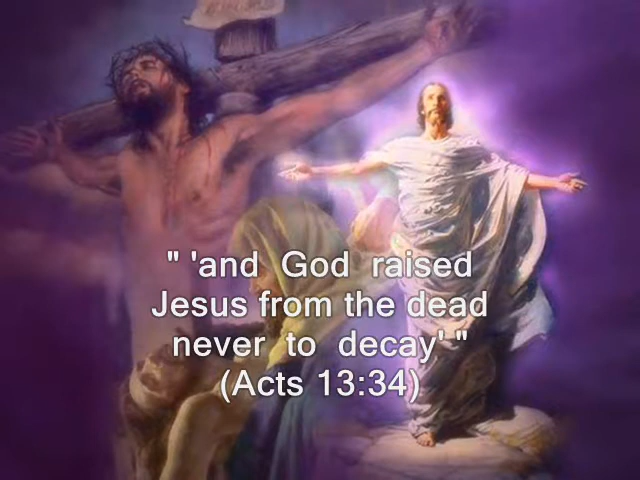 " 'and God raised
Jesus from the dead
never to decay' "
(Acts 13:34)